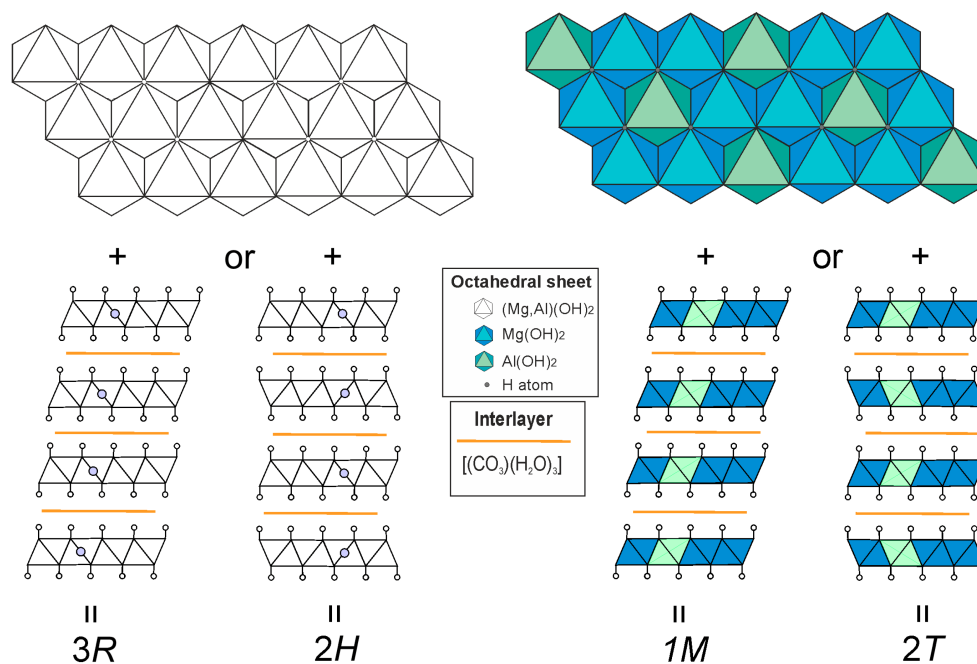 + or +
+ or +
Octahedral sheet
(Mg,Al)(OH)₂
Mg(OH)₂
Al(OH)₂
H atom
Interlayer
[(CO₃)(H₂O)₃]
= = = =
3R 2H 1M 2T